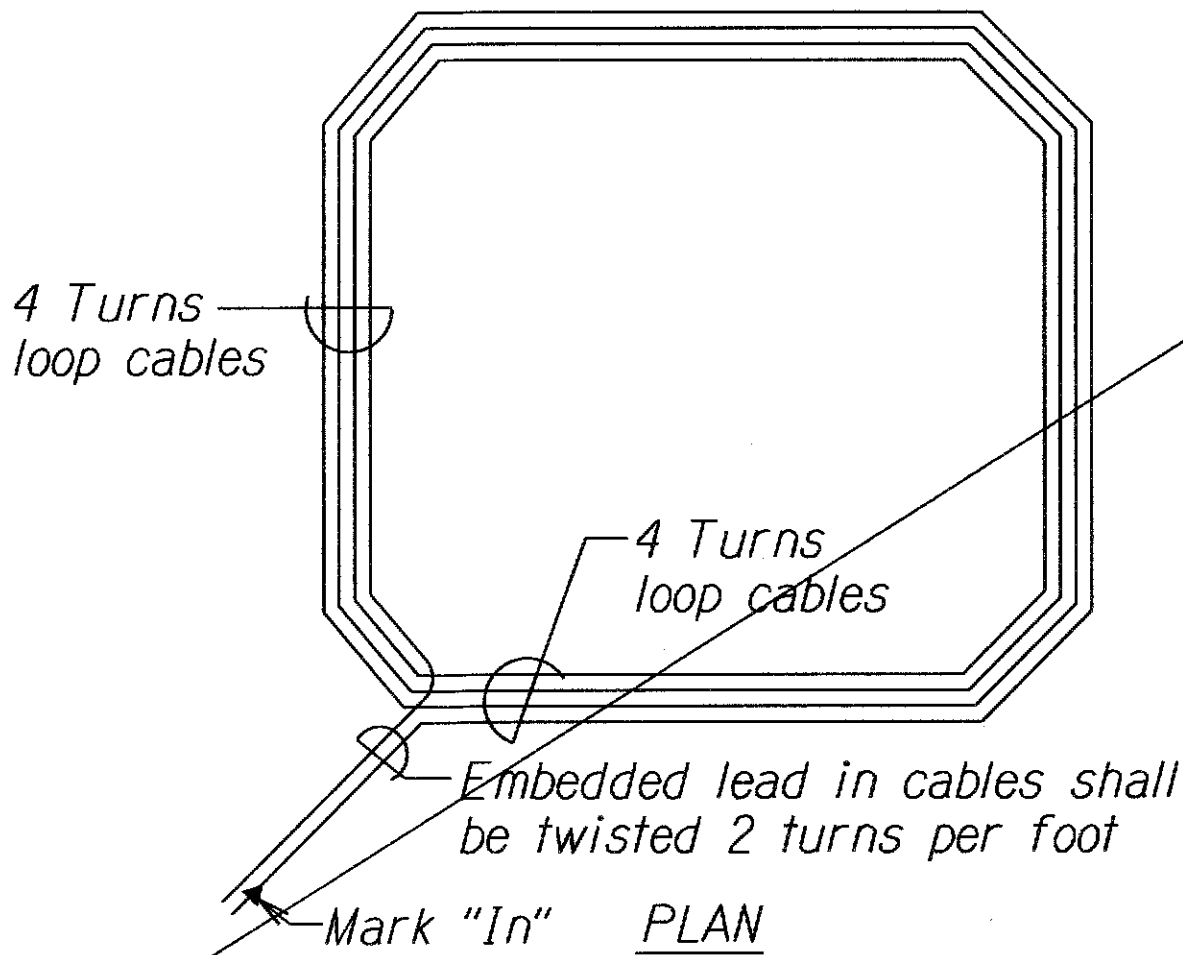 4 Turns
loop cables
4 Turns
loop cables
Embedded lead in cables shall
be twisted 2 turns per foot
Mark "In"
PLAN